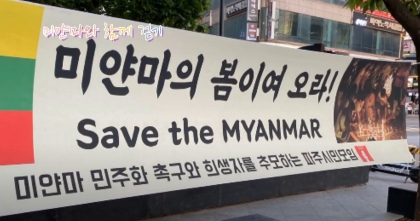 미얀마와 함께 걷기
미얀마의 봄이여 오라!
Save the MYANMAR
미얀마 민주화 촉구와 희생자를 추모하는 파주시민모임